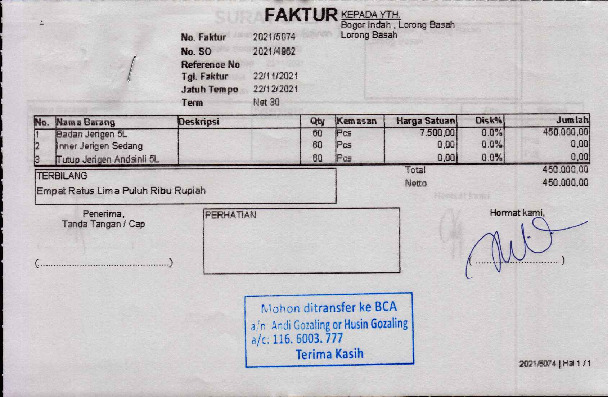 FAKTUR
KEPADA YTH.
Bogor Indah , Lorong Basah
Lorong Basah
No. Faktur 2021/5074
No. SO 2021/4962
Reference No
Tgl. Faktur 22/11/2021
Jatuh Tempo 22/12/2021
Term Net 30
No. Nama Barang Deskripsi Qty Kemasan Harga Satuan Disk% Jumlah
1 Badan Jerigen 5L 60 Pcs 7.500,00 0.0% 450.000,00
2 Inner Jerigen Sedang 60 Pcs 0,00 0.0% 0,00
3 Tutup Jerigen Andsinli 5L 60 Pcs 0,00 0.0% 0,00
Total 450.000,00
Netto 450.000,00
TERBILANG
Empat Ratus Lima Puluh Ribu Rupiah
Penerima,
Tanda Tangan / Cap
(..............................)
PERHATIAN
Hormat kami,
(..............................)
Mohon ditransfer ke BCA
a/n: Andi Gozaling or Husin Gozaling
a/c: 116. 6003. 777
Terima Kasih
2021/5074 | Hal 1 / 1